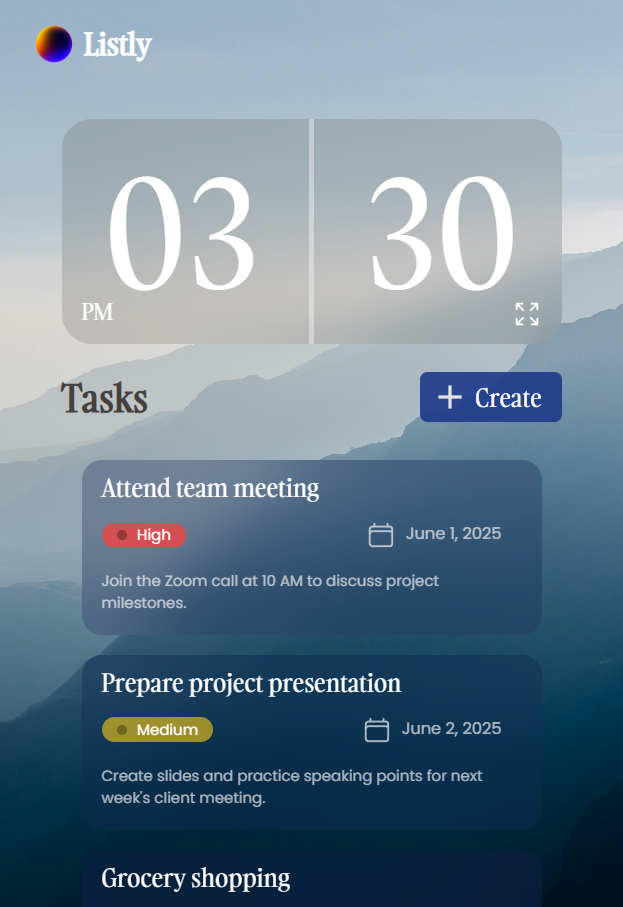 Listly
03 30
PM
Tasks
Create
Attend team meeting
High
June 1, 2025
Join the Zoom call at 10 AM to discuss project
milestones.
Prepare project presentation
Medium
June 2, 2025
Create slides and practice speaking points for next
week's client meeting.
Grocery shopping